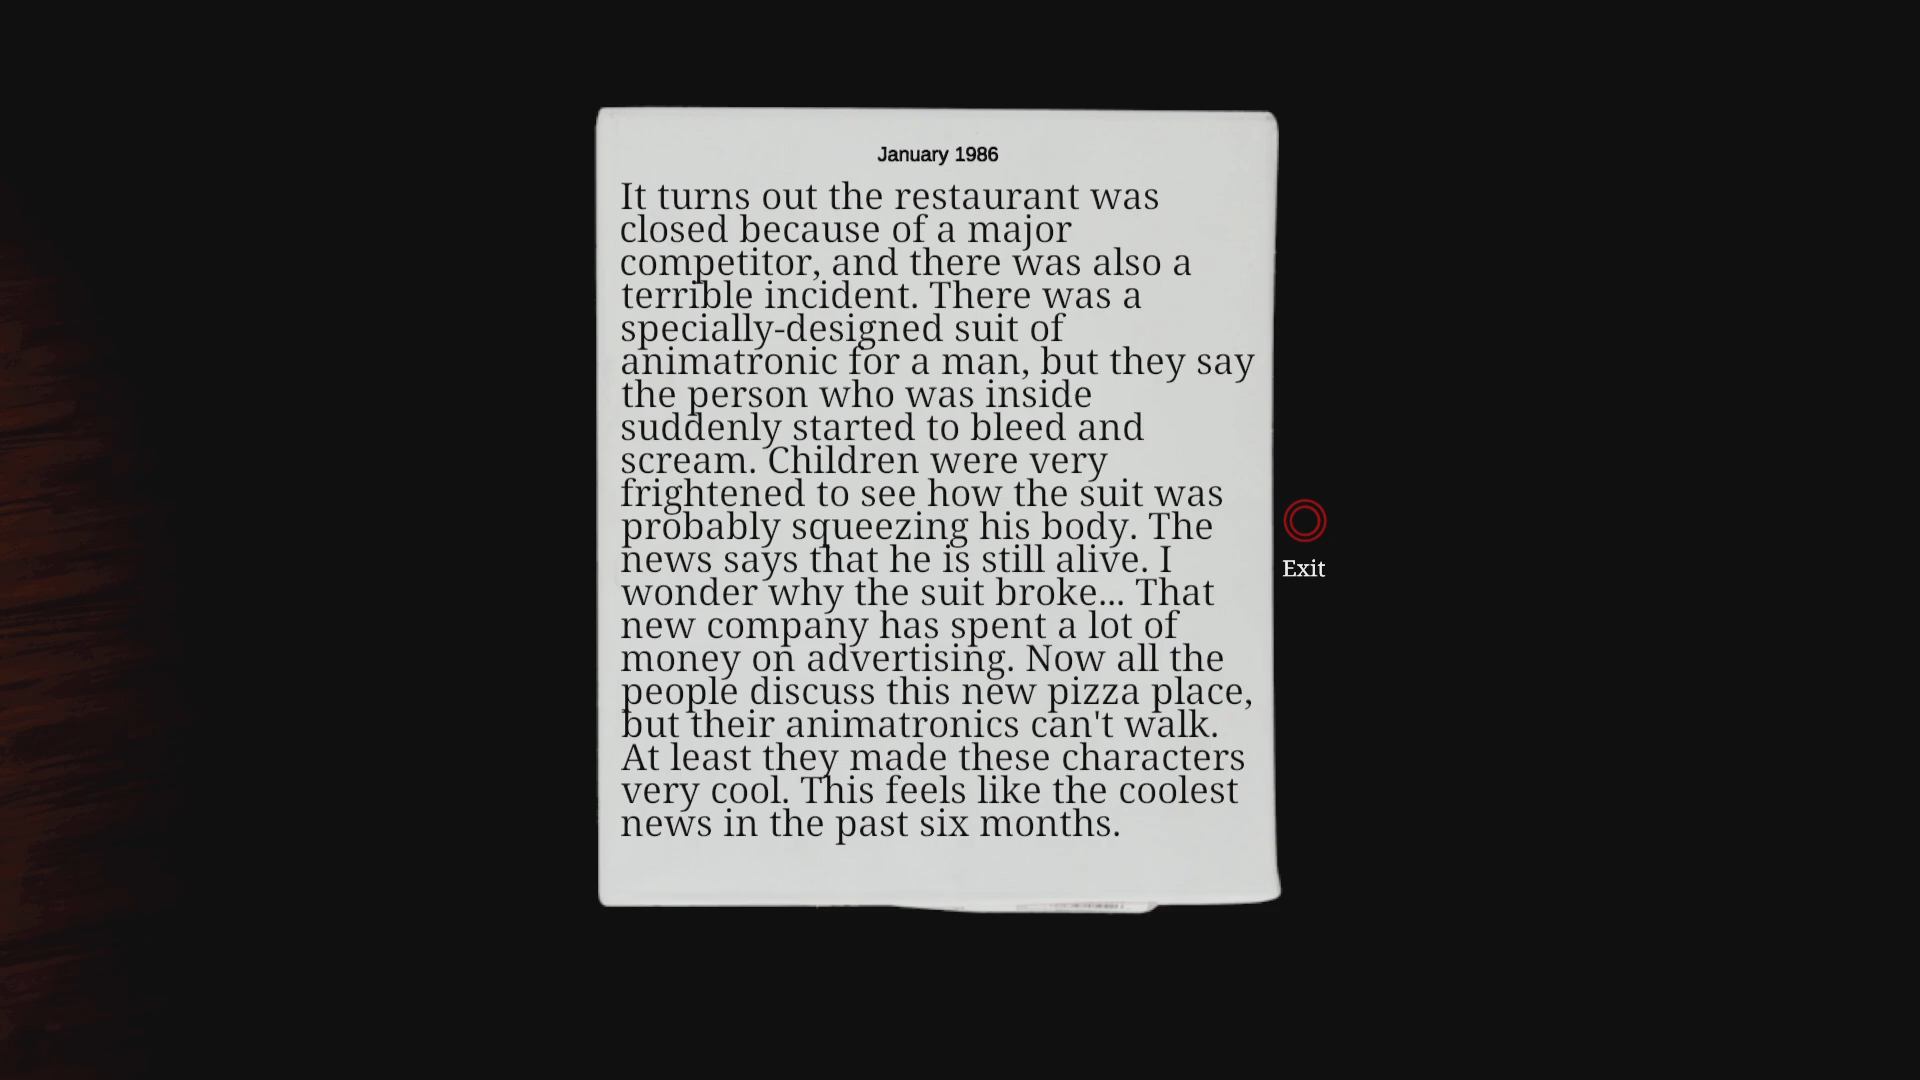 January 1986
It turns out the restaurant was
closed because of a major
competitor, and there was also a
terrible incident. There was a
specially-designed suit of
animatronic for a man, but they say
the person who was inside
suddenly started to bleed and
scream. Children were very
frightened to see how the suit was
probably squeezing his body. The
news says that he is still alive. I
wonder why the suit broke... That
new company has spent a lot of
money on advertising. Now all the
people discuss this new pizza place,
but their animatronics can't walk.
At least they made these characters
very cool. This feels like the coolest
news in the past six months.
Exit